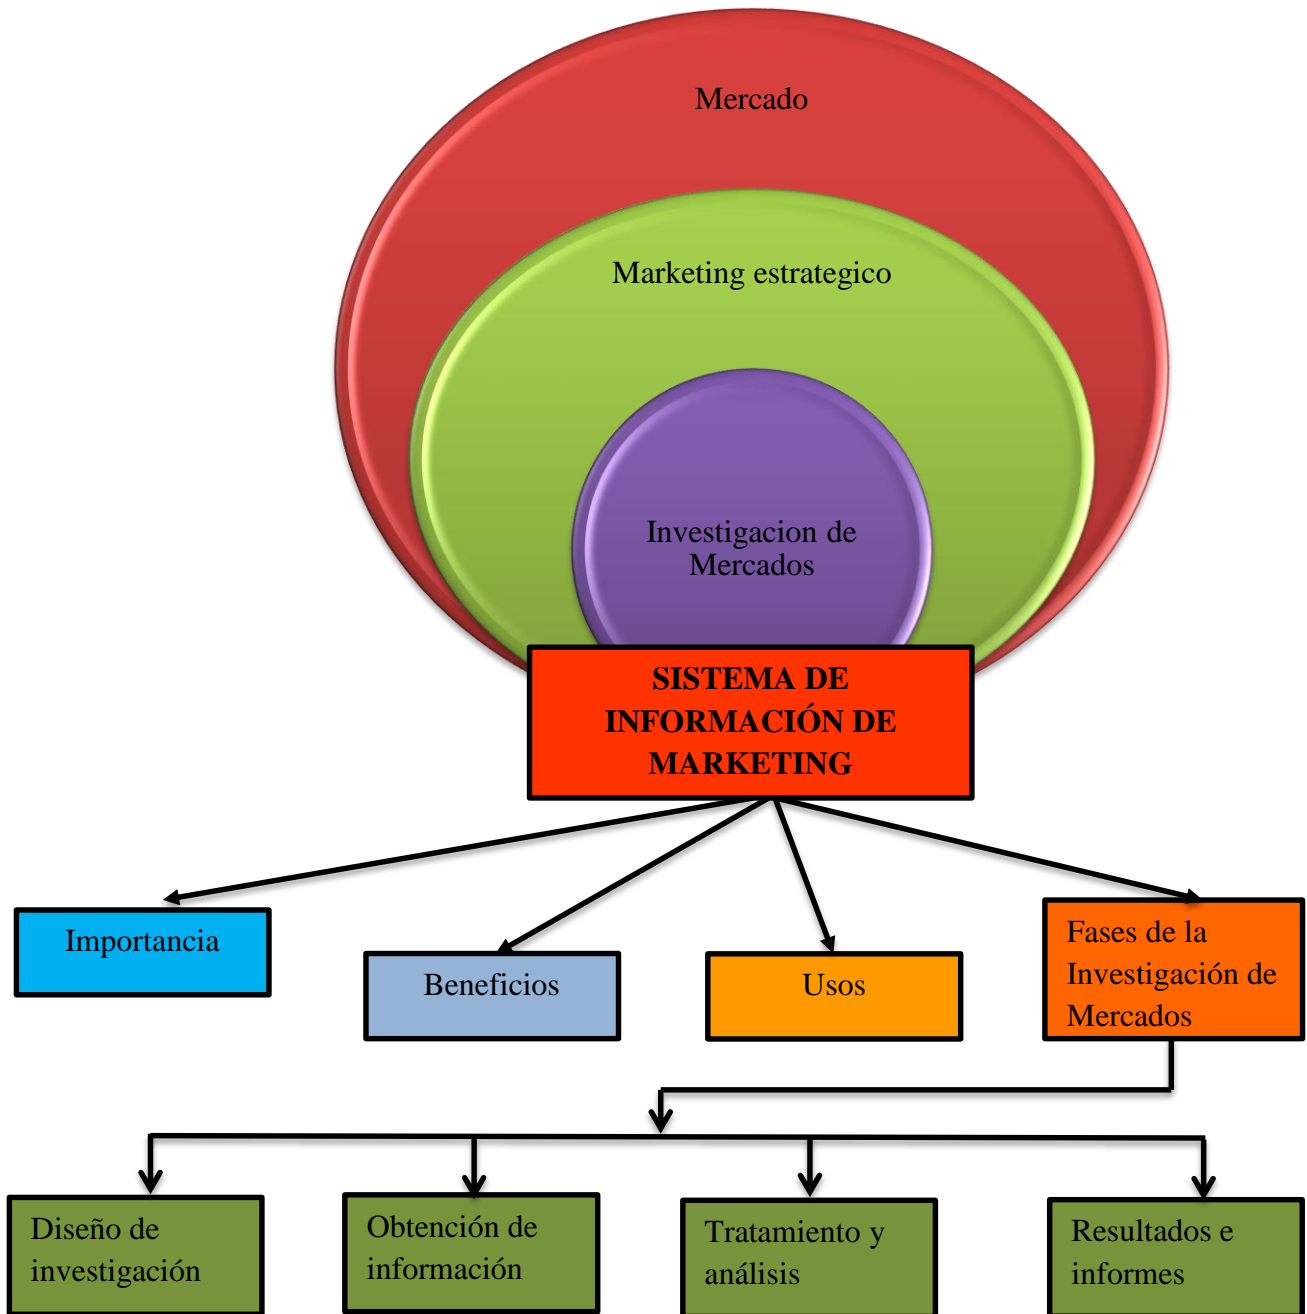 Mercado
Marketing estrategico
Investigacion de
Mercados
SISTEMA DE
INFORMACIÓN DE
MARKETING
Importancia
Beneficios
Usos
Fases de la
Investigación de
Mercados
Diseño de
investigación
Obtención de
información
Tratamiento y
análisis
Resultados e
informes